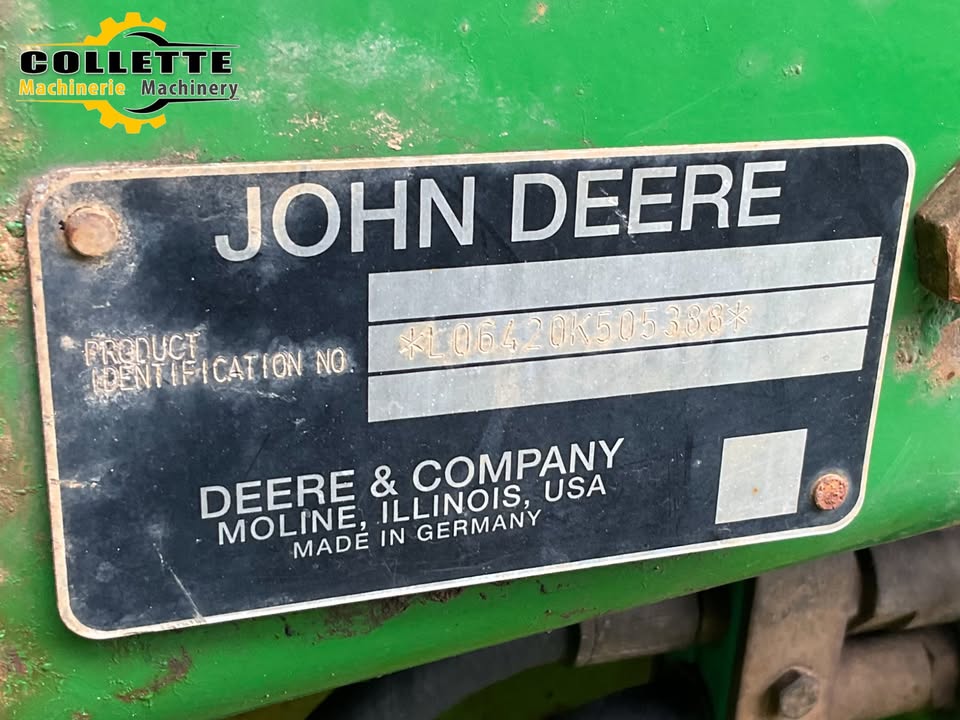 COLLETTE
Machinerie Machinery
JOHN DEERE
PRODUCT
IDENTIFICATION NO.
*L06420K505388*
DEERE & COMPANY
MOLINE, ILLINOIS, USA
MADE IN GERMANY